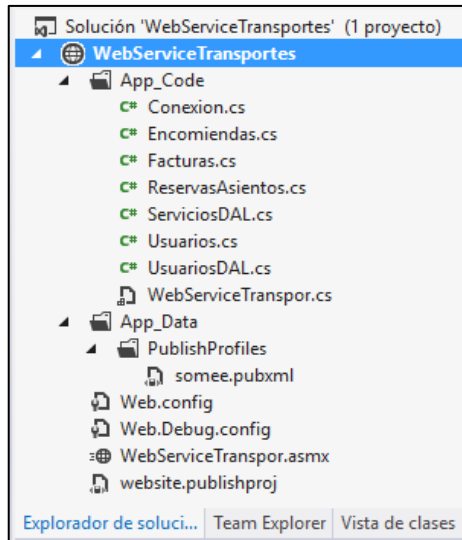 Solución 'WebServiceTransportes' (1 proyecto)
WebServiceTransportes
App_Code
C# Conexion.cs
C# Encomiendas.cs
C# Facturas.cs
C# ReservasAsientos.cs
C# ServiciosDAL.cs
C# Usuarios.cs
C# UsuariosDAL.cs
WebServiceTranspor.cs
App_Data
PublishProfiles
somee.pubxml
Web.config
Web.Debug.config
WebServiceTranspor.asmx
website.publishproj
Explorador de soluci... Team Explorer Vista de clases